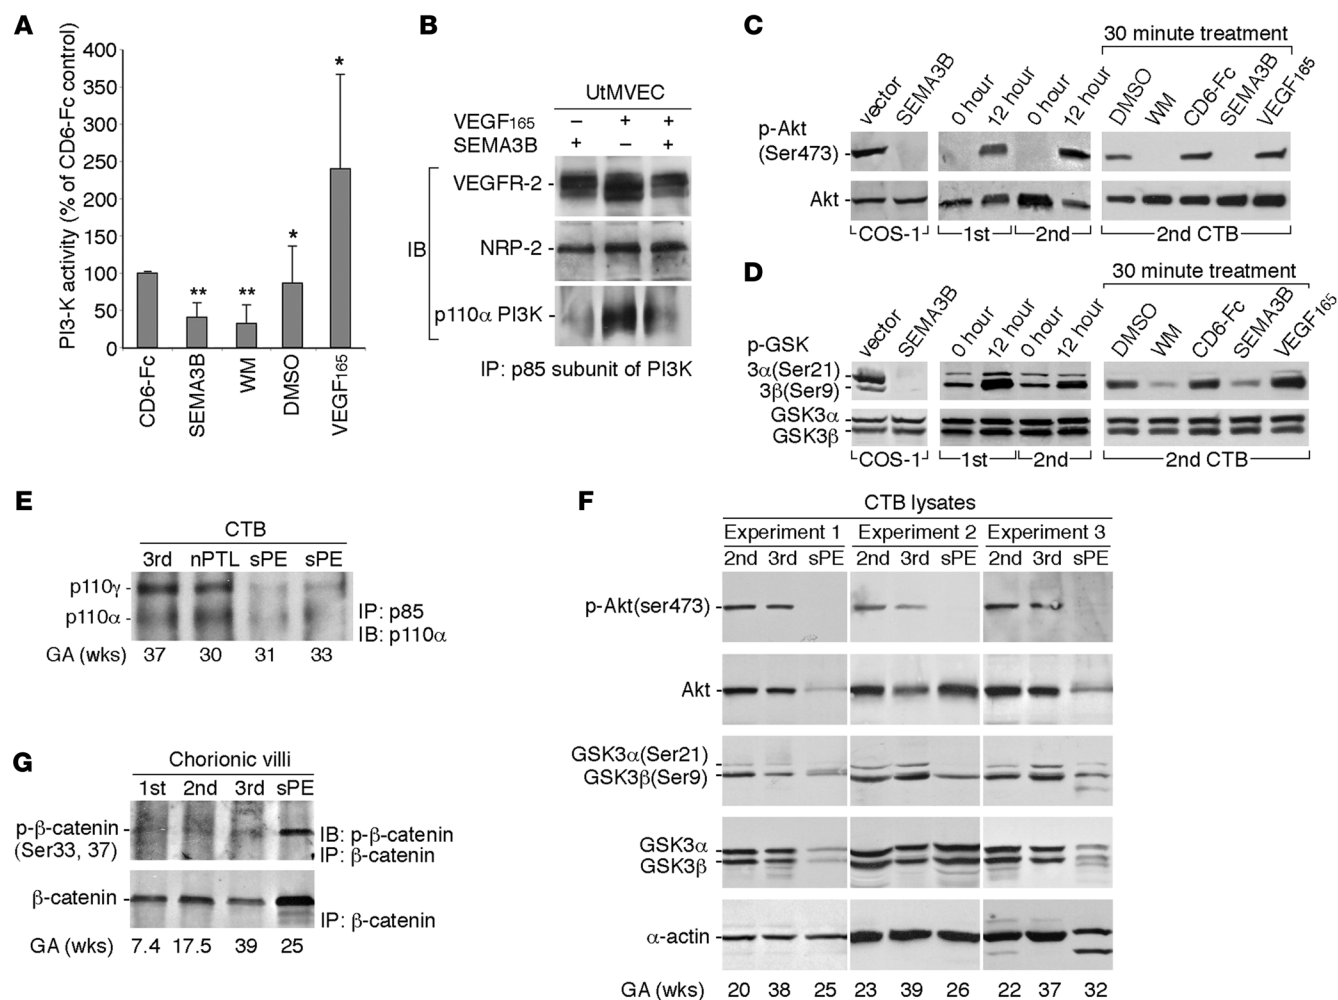 A
PI3-K activity (% of CD6-Fc control)
400
350
300
250
200
150
100
50
0
**
**
*
*
CD6-Fc
SEMA3B
WM
DMSO
VEGF165
B
UtMVEC
VEGF165 – + +
SEMA3B + – +
IB
VEGFR-2
NRP-2
p110α PI3K
IP: p85 subunit of PI3K
C
30 minute treatment
vector SEMA3B 0 hour 12 hour 0 hour 12 hour DMSO WM CD6-Fc SEMA3B VEGF165
p-Akt
(Ser473)
Akt
COS-1 1st 2nd 2nd CTB
D
30 minute treatment
vector SEMA3B 0 hour 12 hour 0 hour 12 hour DMSO WM CD6-Fc SEMA3B VEGF165
p-GSK
3α(Ser21)
3β(Ser9)
GSK3α
GSK3β
COS-1 1st 2nd 2nd CTB
E
CTB
3rd nPTL sPE sPE
p110γ
p110α
IP: p85
IB: p110α
GA (wks) 37 30 31 33
F
CTB lysates
Experiment 1 Experiment 2 Experiment 3
2nd 3rd sPE 2nd 3rd sPE 2nd 3rd sPE
p-Akt(ser473)
Akt
GSK3α(Ser21)
GSK3β(Ser9)
GSK3α
GSK3β
α-actin
GA (wks) 20 38 25 23 39 26 22 37 32
G
Chorionic villi
1st 2nd 3rd sPE
p-β-catenin
(Ser33, 37)
IB: p-β-catenin
IP: β-catenin
β-catenin
IP: β-catenin
GA (wks) 7.4 17.5 39 25